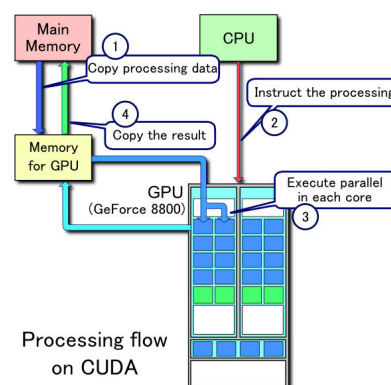 Main
Memory
1
Copy processing data
CPU
Instruct the processing
2
4
Copy the result
Memory
for GPU
GPU
(GeForce 8800)
Execute parallel
in each core
3
Processing flow
on CUDA